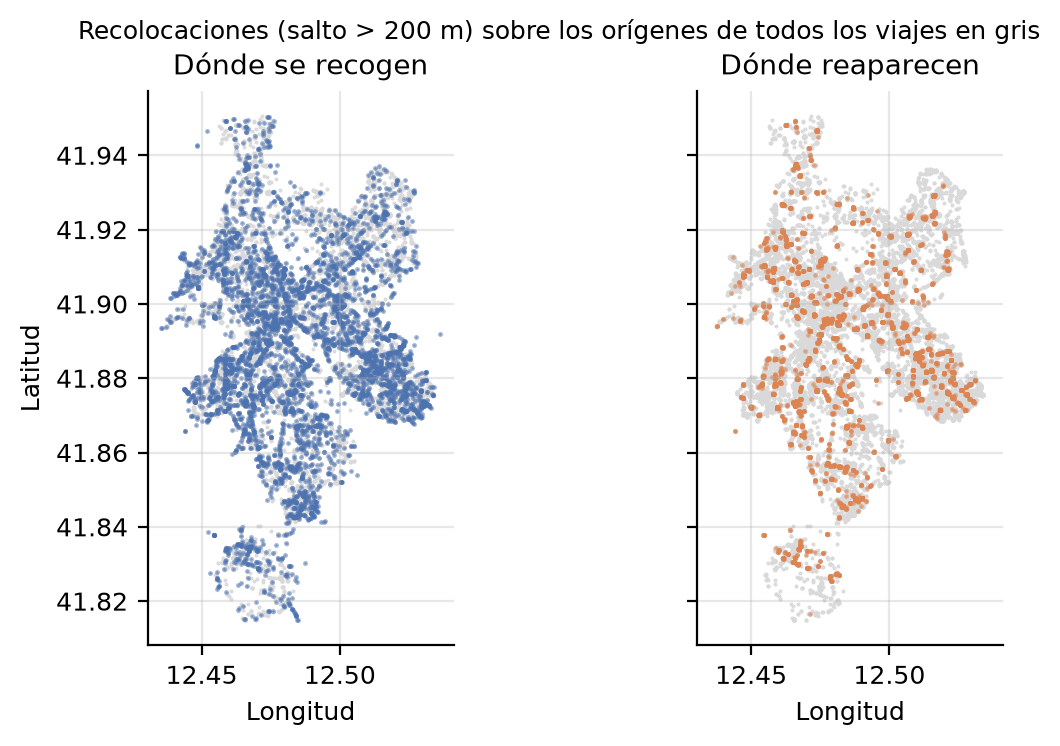 Recolocaciones (salto > 200 m) sobre los orígenes de todos los viajes en gris
Dónde se recogen
Dónde reaparecen
41.94
41.92
41.90
41.88
41.86
41.84
41.82
Latitud
12.45 12.50
12.45 12.50
Longitud
Longitud